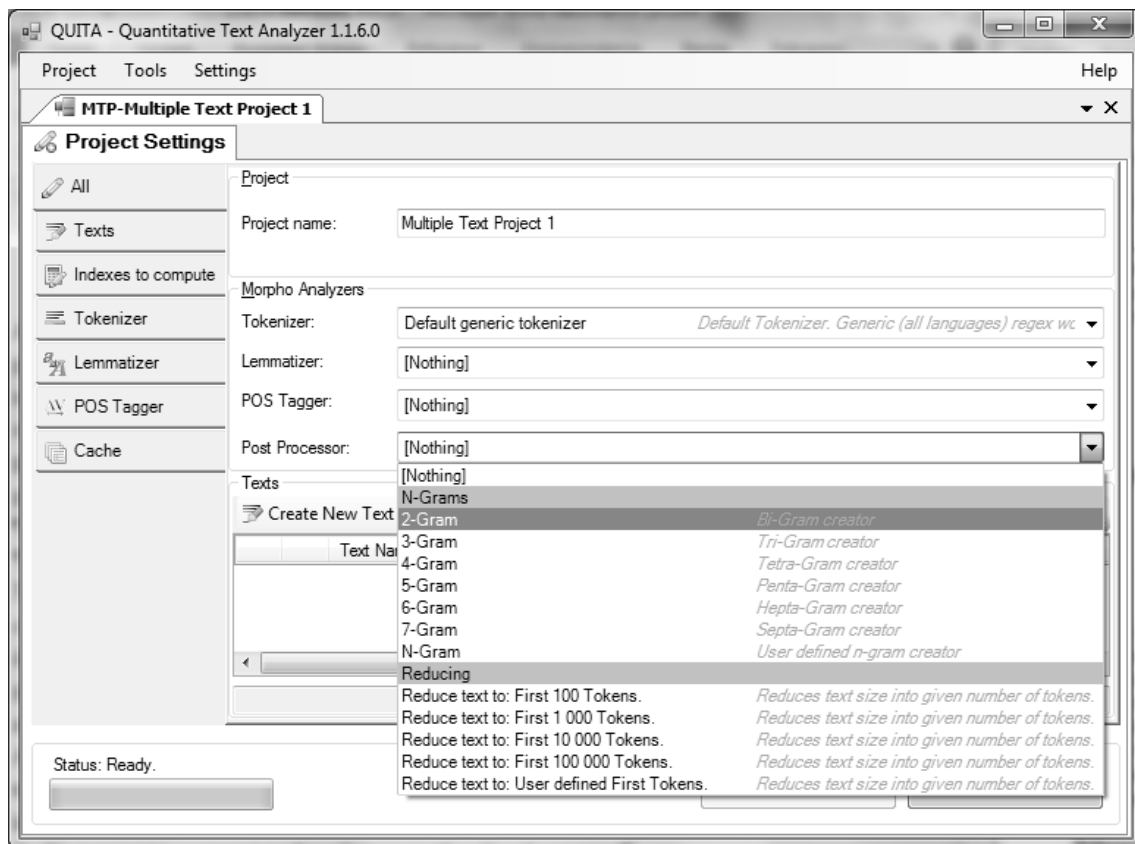 QUITA - Quantitative Text Analyzer 1.1.6.0
Project Tools Settings Help
MTP-Multiple Text Project 1
Project Settings
All
Texts
Indexes to compute
Tokenizer
Lemmatizer
POS Tagger
Cache
Project
Project name: Multiple Text Project 1
Morpho Analyzers
Tokenizer: Default generic tokenizer Default Tokenizer. Generic (all languages) regex wc
Lemmatizer: [Nothing]
POS Tagger: [Nothing]
Post Processor: [Nothing]
Texts
Create New Text
Text Na
[Nothing]
N-Grams
2-Gram Bi-Gram creator
3-Gram Tri-Gram creator
4-Gram Tetra-Gram creator
5-Gram Penta-Gram creator
6-Gram Hepta-Gram creator
7-Gram Septa-Gram creator
N-Gram User defined n-gram creator
Reducing
Reduce text to: First 100 Tokens. Reduces text size into given number of tokens.
Reduce text to: First 1 000 Tokens. Reduces text size into given number of tokens.
Reduce text to: First 10 000 Tokens. Reduces text size into given number of tokens.
Reduce text to: First 100 000 Tokens. Reduces text size into given number of tokens.
Reduce text to: User defined First Tokens. Reduces text size into given number of tokens.
Status: Ready.